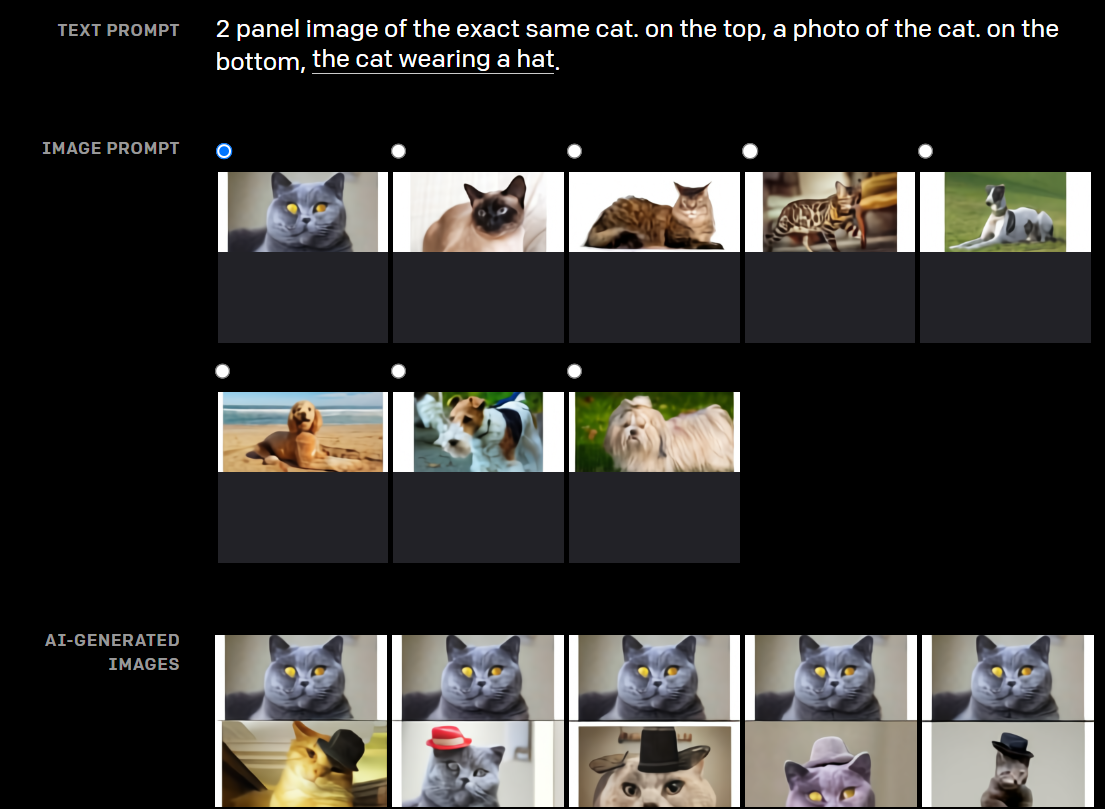 TEXT PROMPT
2 panel image of the exact same cat. on the top, a photo of the cat. on the
bottom, the cat wearing a hat.
IMAGE PROMPT
AI-GENERATED
IMAGES